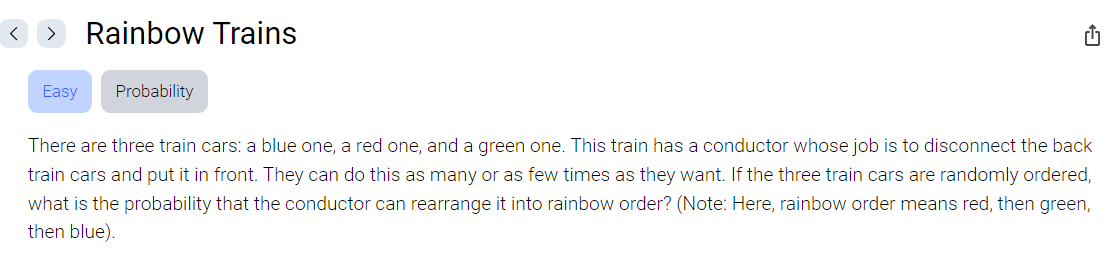 Rainbow Trains
Easy
Probability
There are three train cars: a blue one, a red one, and a green one. This train has a conductor whose job is to disconnect the back
train cars and put it in front. They can do this as many or as few times as they want. If the three train cars are randomly ordered,
what is the probability that the conductor can rearrange it into rainbow order? (Note: Here, rainbow order means red, then green,
then blue).